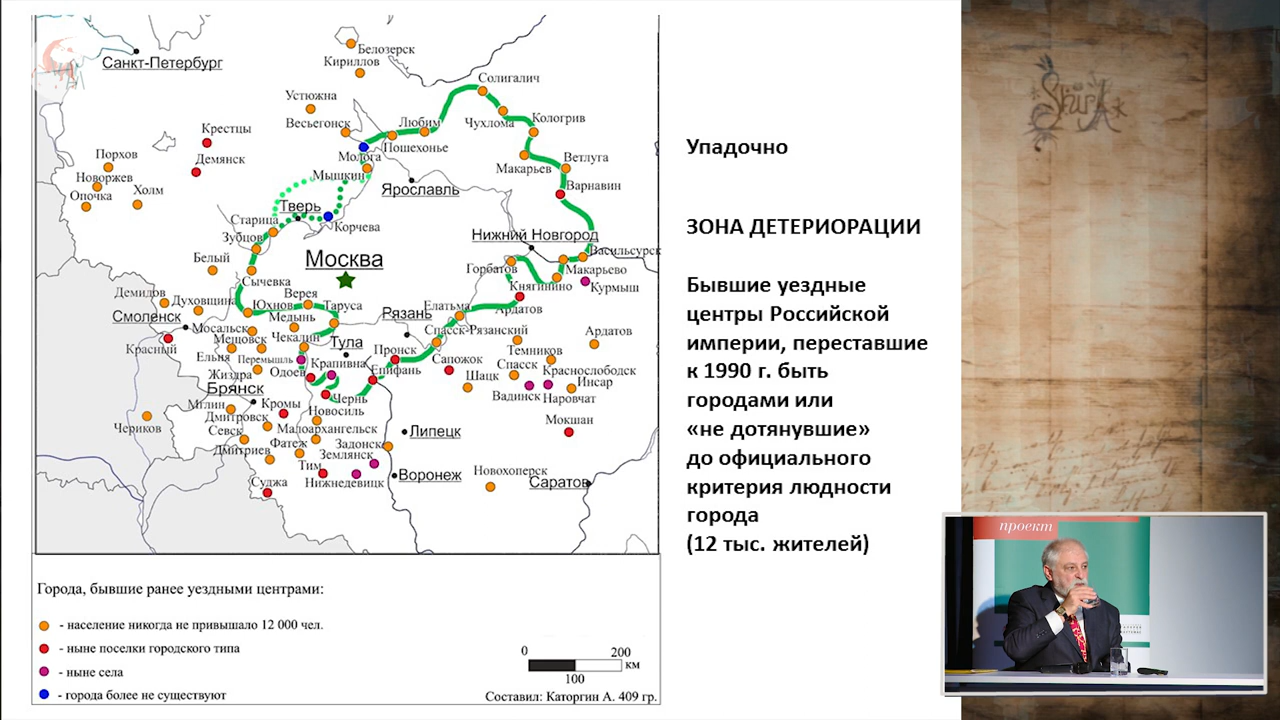 Санкт-Петербург
Белозерск
Кириллов
Солигалич
Устюжна
Весьегонск
Любим
Чухлома
Кологрив
Крестцы
Пошехонье
Молога
Макарьев
Ветлуга
Порхов
Демянск
Новоржев
Мышкин
Варнавин
Опочка
Холм
Ярославль
Тверь
Старица
Корчева
Зубцов
Нижний Новгород
Васильсурск
Белый
Москва
Горбатов
Макарьево
Сычевка
Княгинино
Курмыш
Демидов
Духовщина
Верея
Юхнов
Таруса
Елатьма
Ардатов
Смоленск
Медынь
Рязань
Мосальск
Спасск-Рязанский
Ардатов
Мещовск
Чекалин
Тула
Красный
Ельня
Перемышль
Крапивна
Пронск
Сапожок
Темников
Жиздра
Одоев
Епифань
Шацк
Спасск
Краснослободск
Брянск
Инсар
Вадинск
Наровчат
Мглин
Кромы
Чернь
Дмитровск
Новосиль
Мокшан
Чериков
Севск
Малоархангельск
Липецк
Дмитриев
Фатеж
Задонск
Землянск
Тим
Нижнедевицк
Воронеж
Новохоперск
Суджа
Саратов
Города, бывшие ранее уездными центрами:
- население никогда не привышало 12 000 чел.
- ныне поселки городского типа
- ныне села
- города более не существуют
0 200
км
100
Составил: Каторгин А. 409 гр.
Упадочно
ЗОНА ДЕТЕРИОРАЦИИ
Бывшие уездные
центры Российской
империи, переставшие
к 1990 г. быть
городами или
«не дотянувшие»
до официального
критерия людности
города
(12 тыс. жителей)
проект